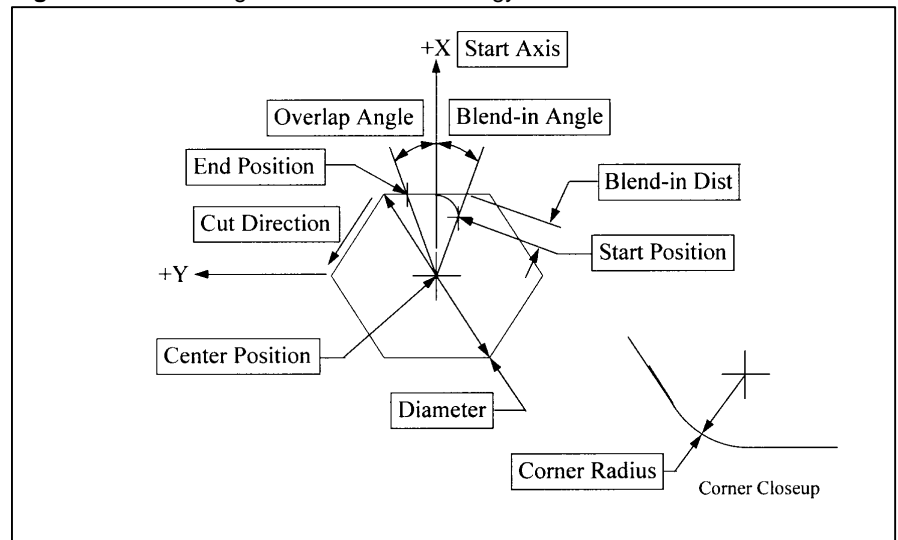 +X Start Axis
Overlap Angle
Blend-in Angle
End Position
Blend-in Dist
Cut Direction
Start Position
+Y
Center Position
Diameter
Corner Radius
Corner Closeup